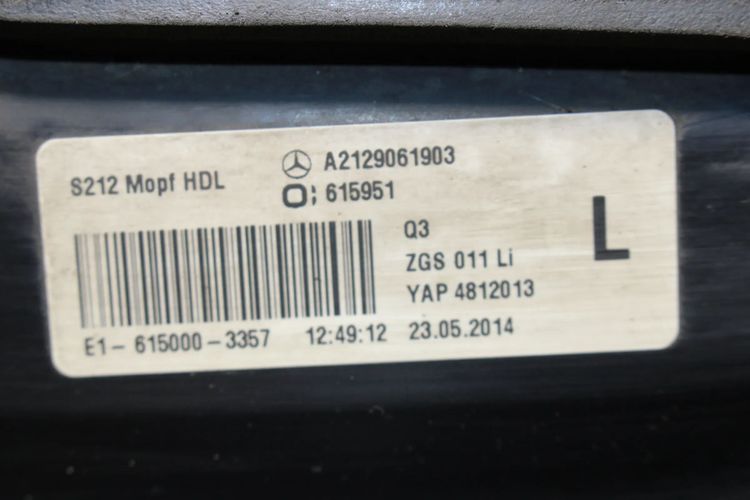 S212 Mopf HDL
A2129061903
615951
Q3
L
ZGS 011 Li
YAP 4812013
E1- 615000-3357 12:49:12 23.05.2014